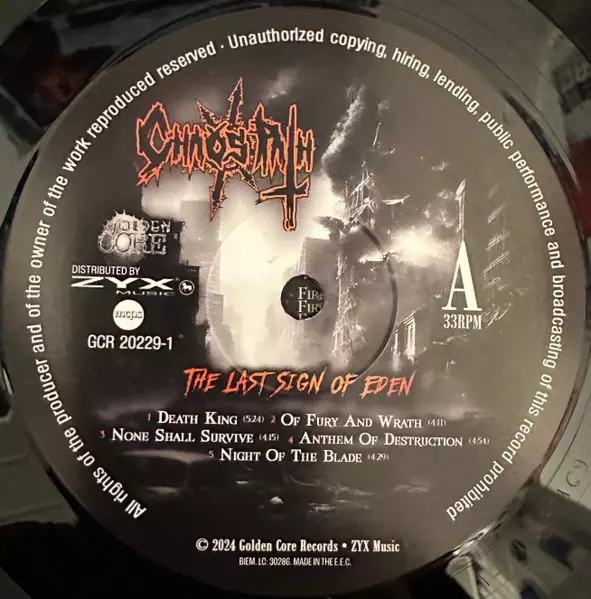 All rights of the producer and of the owner of the work reproduced reserved · Unauthorized copying, hiring, lending, public performance and broadcasting of this record prohibited
CHAOS PATH
GOLDEN
CORE
DISTRIBUTED BY
ZYX
MUSIC
mcps
GCR 20229-1
A
33RPM
THE LAST SIGN OF EDEN
1 DEATH KING (5:24) 2 OF FURY AND WRATH (4:11)
3 NONE SHALL SURVIVE (4:15) 4 ANTHEM OF DESTRUCTION (4:54)
5 NIGHT OF THE BLADE (4:29)
© 2024 Golden Core Records • ZYX Music
BIEM. LC: 30286. MADE IN THE E.E.C.